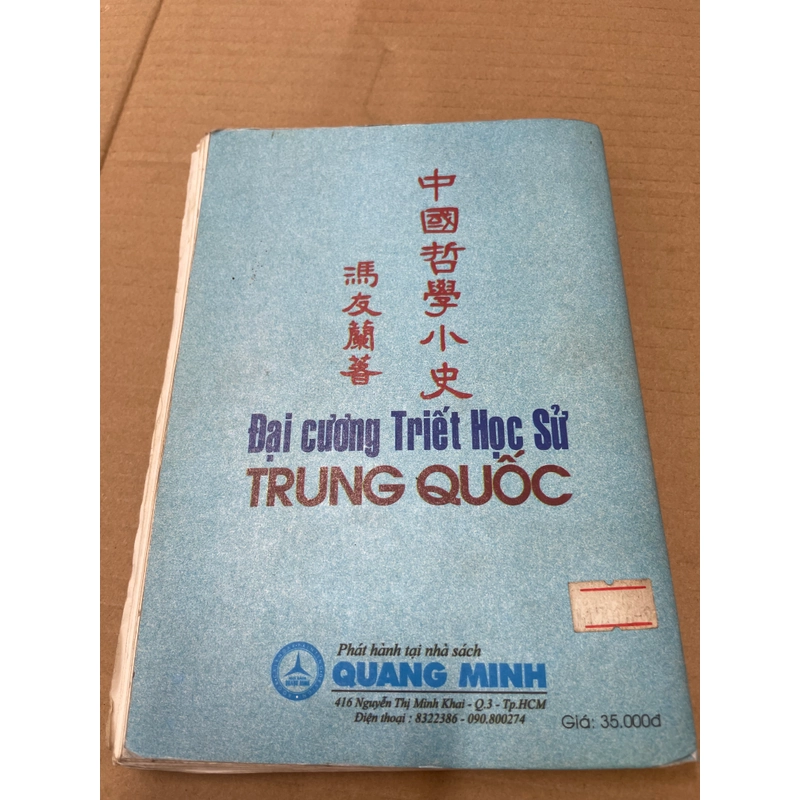 中國哲學小史
馮友蘭著
Đại cương Triết Học Sử
TRUNG QUỐC
Phát hành tại nhà sách
QUANG MINH
416 Nguyễn Thị Minh Khai - Q.3 - Tp.HCM
Điện thoại : 8322386 - 090.800274
Giá: 35.000đ